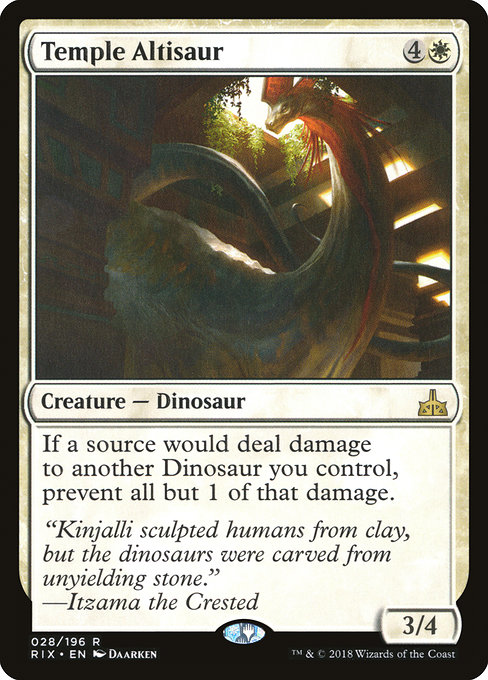 Temple Altisaur 4
Creature — Dinosaur
If a source would deal damage
to another Dinosaur you control,
prevent all but 1 of that damage.
“Kinjalli sculpted humans from clay,
but the dinosaurs were carved from
unyielding stone.”
—Itzama the Crested
3/4
028/196 R
RIX • EN Daarken
™ & © 2018 Wizards of the Coast